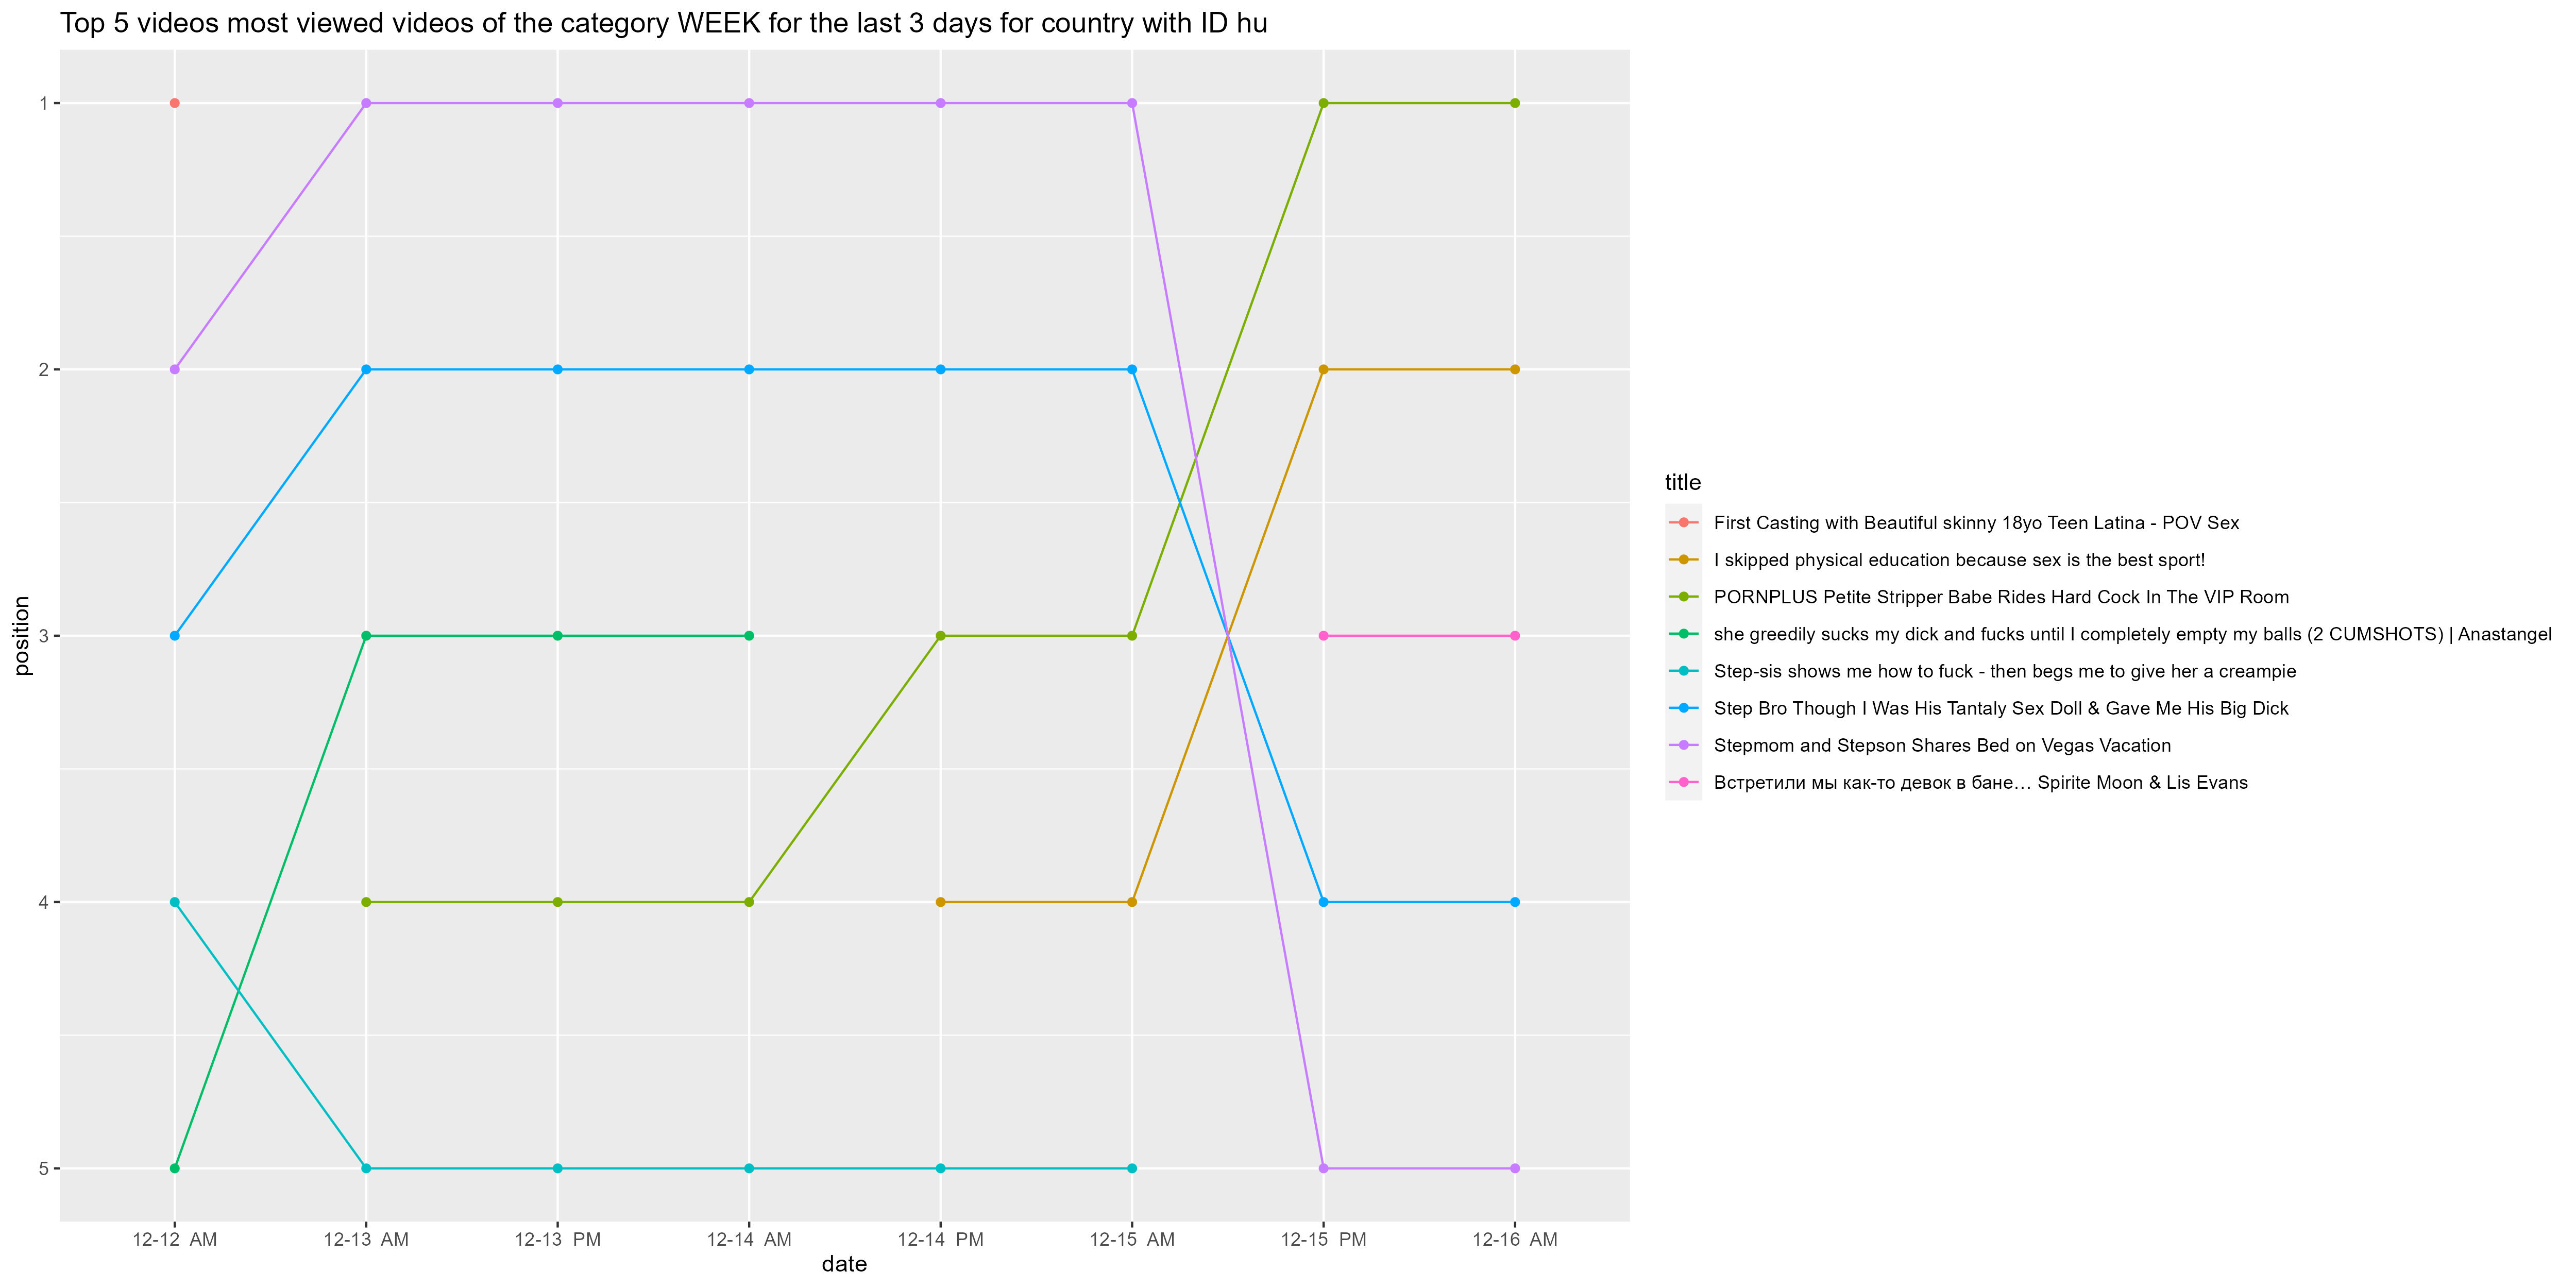 Top 5 videos most viewed videos of the category WEEK for the last 3 days for country with ID hu
position
1
2
3
4
5
12-12 AM
12-13 AM
12-13 PM
12-14 AM
12-14 PM
12-15 AM
12-15 PM
12-16 AM
date
title
First Casting with Beautiful skinny 18yo Teen Latina - POV Sex
I skipped physical education because sex is the best sport!
PORNPLUS Petite Stripper Babe Rides Hard Cock In The VIP Room
she greedily sucks my dick and fucks until I completely empty my balls (2 CUMSHOTS) | Anastangel
Step-sis shows me how to fuck - then begs me to give her a creampie
Step Bro Though I Was His Tantaly Sex Doll & Gave Me His Big Dick
Stepmom and Stepson Shares Bed on Vegas Vacation
Встретили мы как-то девок в бане… Spirite Moon & Lis Evans